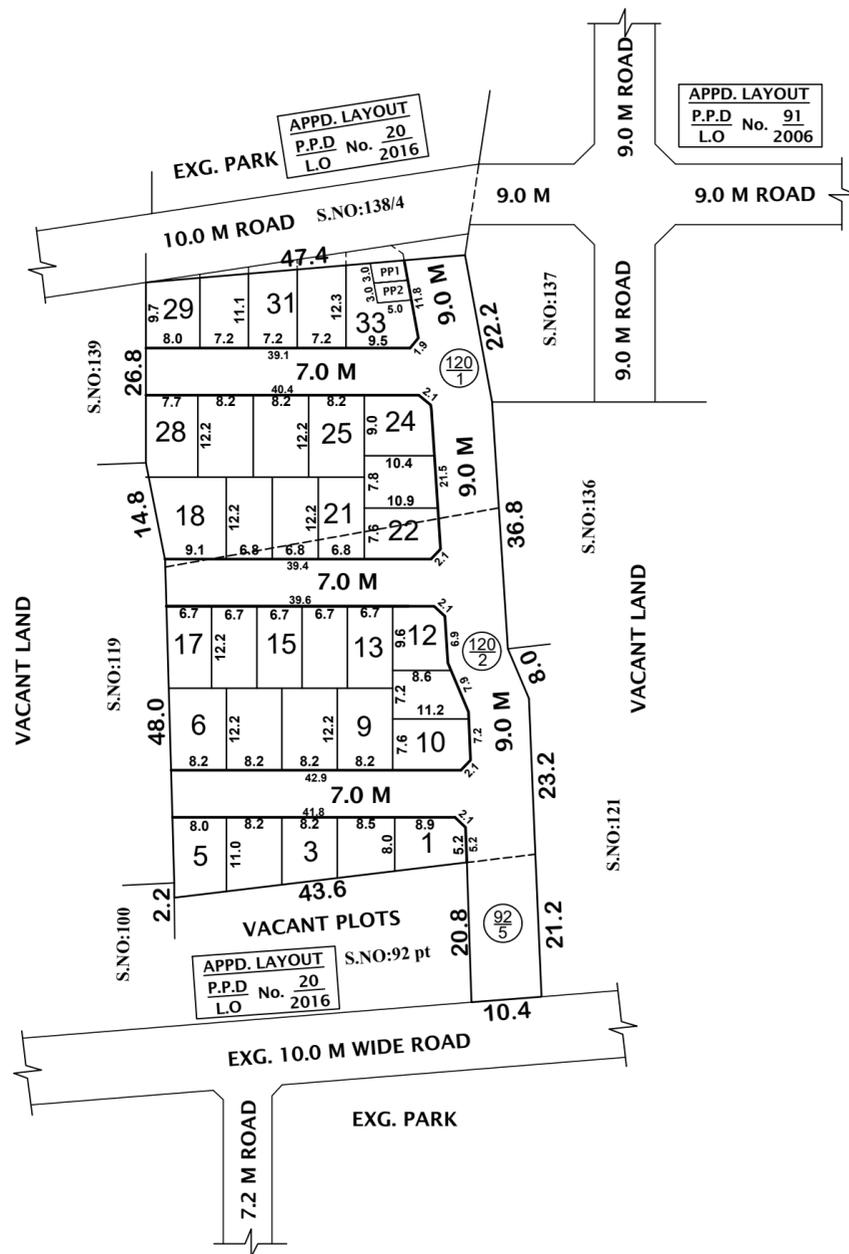 9.0 M ROAD
APPD. LAYOUT
P.P.D
L.O
No.
20
2016
APPD. LAYOUT
P.P.D
L.O
No.
91
2006
EXG. PARK
10.0 M ROAD
S.NO:138/4
9.0 M
9.0 M ROAD
47.4
9.0 M
22.2
S.NO:137
9.0 M ROAD
9.7
29
11.1
31
12.3
33
3.0
PP1
3.0
PP2
5.0
11.8
8.0
7.2
7.2
7.2
9.5
1.9
39.1
S.NO:139
26.8
7.0 M
120
1
40.4
2.1
7.7
8.2
8.2
8.2
28
12.2
12.2
25
9.0
24
10.4
7.8
21.5
9.0 M
14.8
18
12.2
12.2
21
10.9
7.6
22
36.8
S.NO:136
9.1
6.8
6.8
6.8
39.4
2.1
7.0 M
39.6
2.1
VACANT LAND
S.NO:119
6.7
6.7
6.7
6.7
17
12.2
15
13
9.6
12
6.9
120
2
8.0
VACANT LAND
8.6
7.2
7.9
48.0
6
12.2
12.2
9
11.2
7.6
10
7.2
9.0 M
8.2
8.2
8.2
8.2
42.9
2.1
23.2
7.0 M
41.8
2.1
S.NO:121
8.0
8.2
8.2
8.5
8.9
5
11.0
3
8.0
1
5.2
5.2
2.2
43.6
S.NO:100
VACANT PLOTS
20.8
92
5
21.2
S.NO:92 pt
APPD. LAYOUT
P.P.D
L.O
No.
20
2016
10.4
EXG. 10.0 M WIDE ROAD
EXG. PARK
7.2 M ROAD